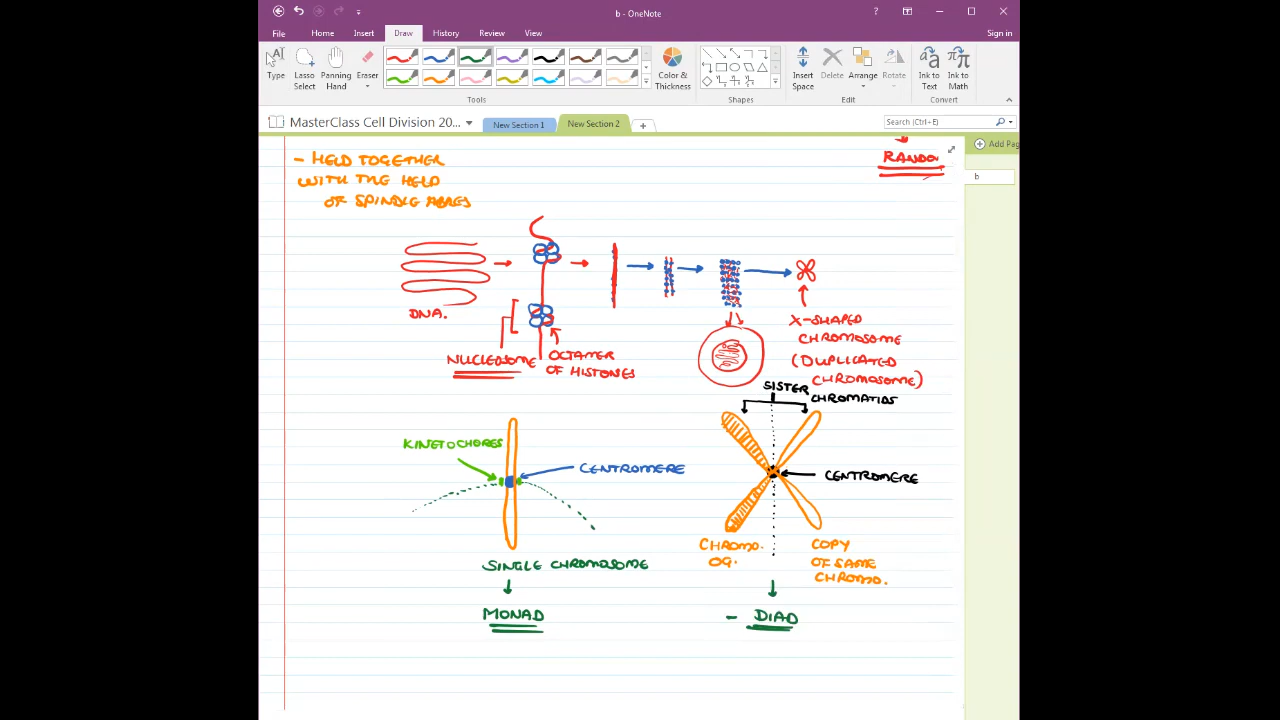 b - OneNote
File Home Insert Draw History Review View
Sign in
Type
Lasso Select
Panning Hand
Eraser
Color & Thickness
Insert Space
Delete
Arrange
Rotate
Ink to Text
Ink to Math
Tools
Shapes
Edit
Convert
MasterClass Cell Division 20...
New Section 1
New Section 2
Search (Ctrl+E)
Add Pag
b
- HELD TOGETHER
WITH THE HELD
OF SPINDLE FIBRES
RANDO
DNA.
NUCLEOSOME
OCTAMER
OF HISTONES
X-SHAPED
CHROMOSOME
(DUPLICATED
CHROMOSOME)
SISTER
CHROMATIDS
KINETOCHORES
CENTROMERE
CENTROMERE
SINGLE CHROMOSOME
MONAD
CHROMO.
OG.
COPY
OF SAME
CHROMO.
- DIAD